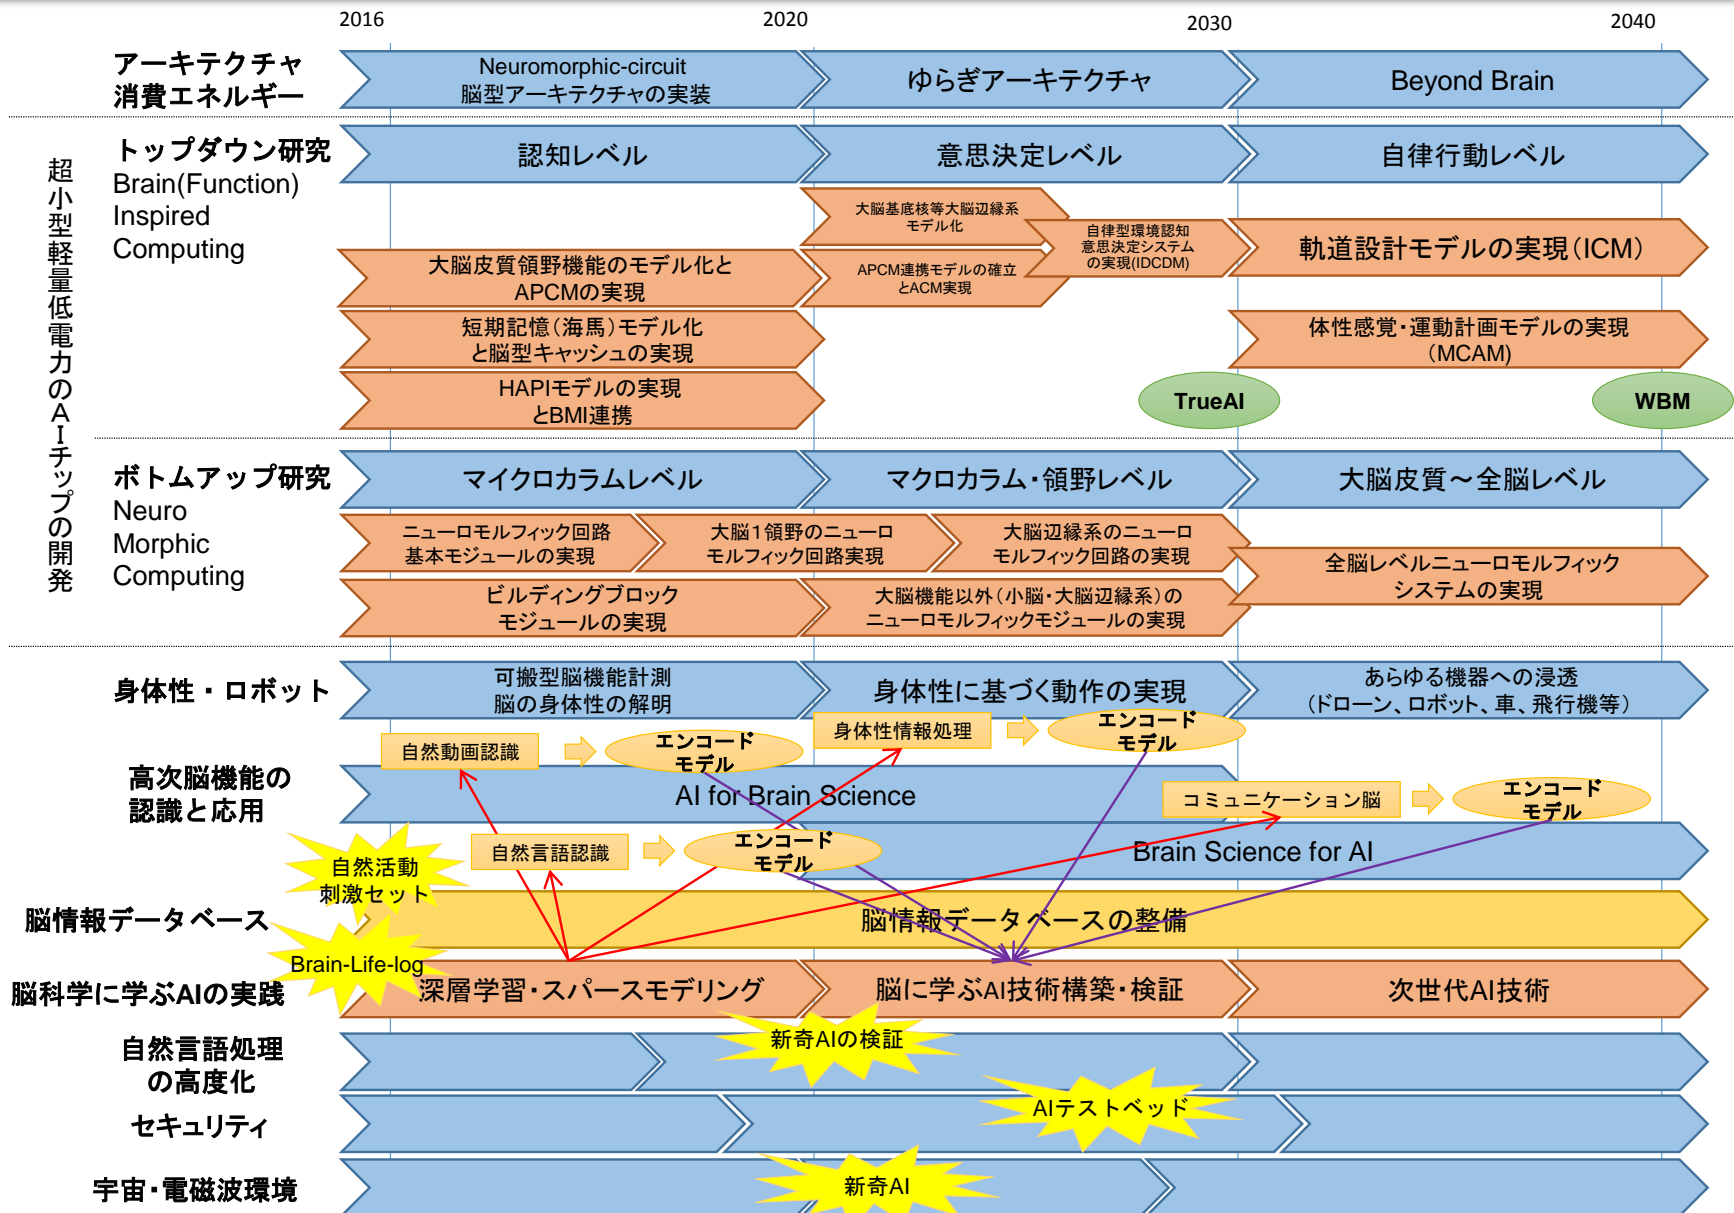 2016
2020
2030
2040
アーキテクチャ
消費エネルギー
Neuromorphic-circuit
脳型アーキテクチャの実装
ゆらぎアーキテクチャ
Beyond Brain
超小型軽量低電力のAIチップの開発
トップダウン研究
Brain(Function)
Inspired
Computing
認知レベル
意思決定レベル
自律行動レベル
大脳基底核等大脳辺縁系
モデル化
自律型環境認知
意思決定システム
の実現(IDCDM)
軌道設計モデルの実現(ICM)
大脳皮質領野機能のモデル化と
APCMの実現
APCM連携モデルの確立
とACM実現
短期記憶(海馬)モデル化
と脳型キャッシュの実現
体性感覚・運動計画モデルの実現
(MCAM)
HAPIモデルの実現
とBMI連携
TrueAI
WBM
ボトムアップ研究
Neuro
Morphic
Computing
マイクロカラムレベル
マクロカラム・領野レベル
大脳皮質～全脳レベル
ニューロモルフィック回路
基本モジュールの実現
大脳1領野のニューロ
モルフィック回路実現
大脳辺縁系のニューロ
モルフィック回路の実現
全脳レベルニューロモルフィック
システムの実現
ビルディングブロック
モジュールの実現
大脳機能以外(小脳・大脳辺縁系)の
ニューロモルフィックモジュールの実現
身体性・ロボット
可搬型脳機能計測
脳の身体性の解明
身体性に基づく動作の実現
あらゆる機器への浸透
(ドローン、ロボット、車、飛行機等)
自然動画認識
エンコード
モデル
身体性情報処理
エンコード
モデル
高次脳機能の
認識と応用
AI for Brain Science
コミュニケーション脳
エンコード
モデル
自然言語認識
エンコード
モデル
Brain Science for AI
自然活動
刺激セット
脳情報データベース
脳情報データベースの整備
Brain-Life-log
脳科学に学ぶAIの実践
深層学習・スパースモデリング
脳に学ぶAI技術構築・検証
次世代AI技術
自然言語処理
の高度化
新奇AIの検証
セキュリティ
AIテストベッド
宇宙・電磁波環境
新奇AI